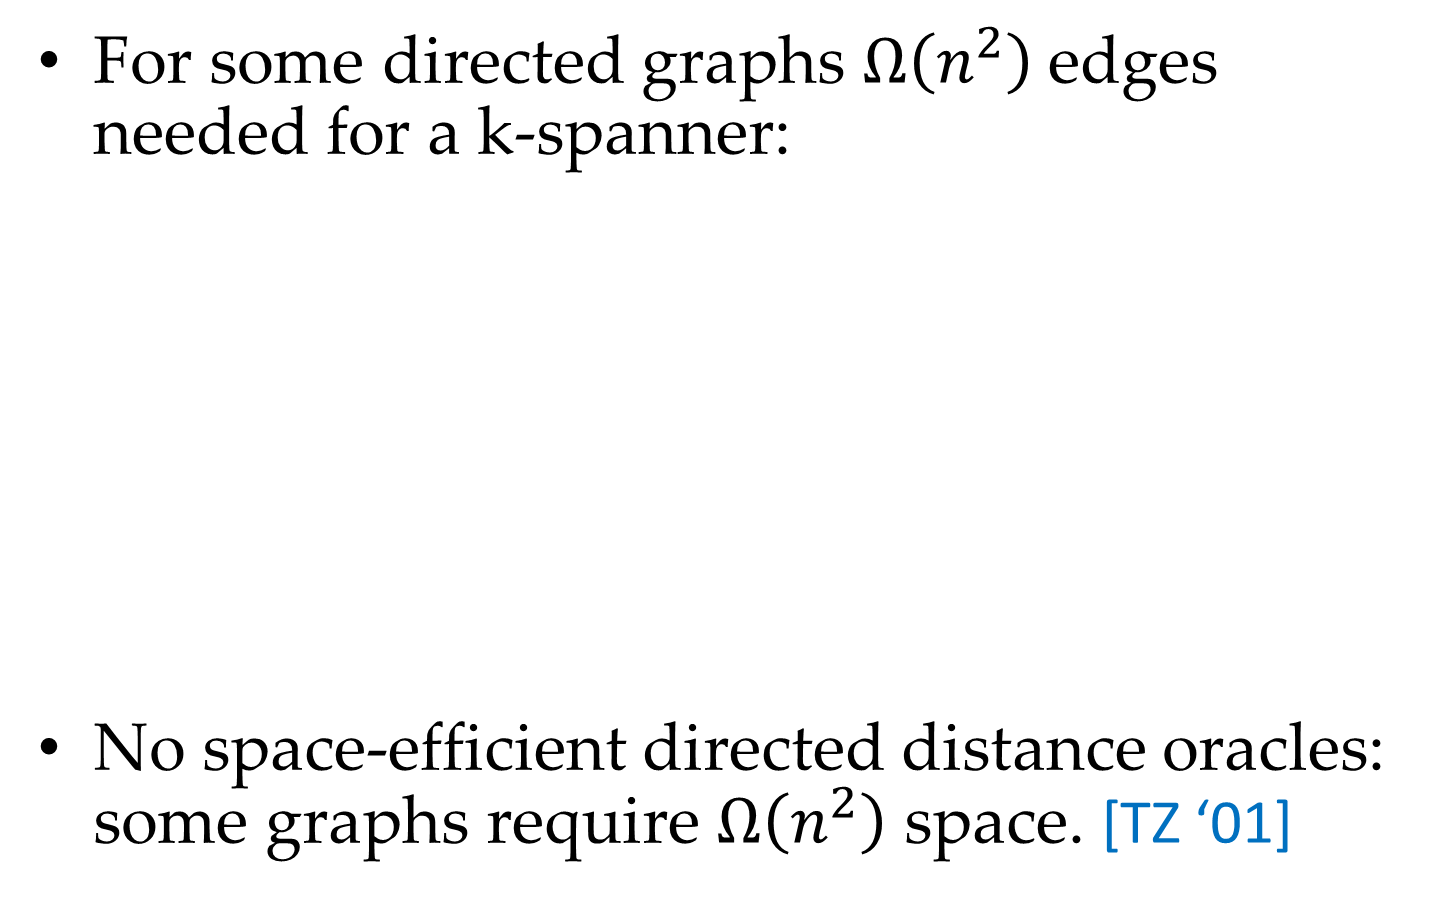 • For some directed graphs Ω(𝑛²) edges
needed for a k-spanner:
• No space-efficient directed distance oracles:
some graphs require Ω(𝑛²) space. [TZ ‘01]